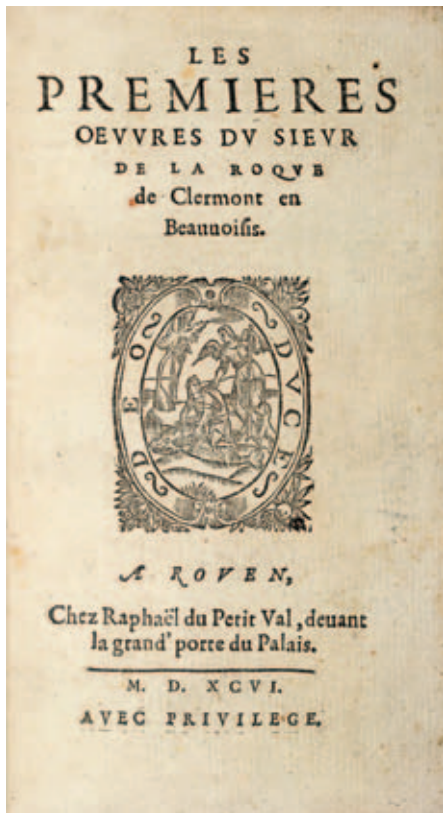 LES
PREMIERES
OEVVRES DV SIEVR
DE LA ROQVE
de Clermont en
Beauuoiſis.
DEO DVCE
A ROVEN,
Chez Raphaël du Petit Val, deuant
la grand' porte du Palais.
M. D. XCVI.
AVEC PRIVILEGE.